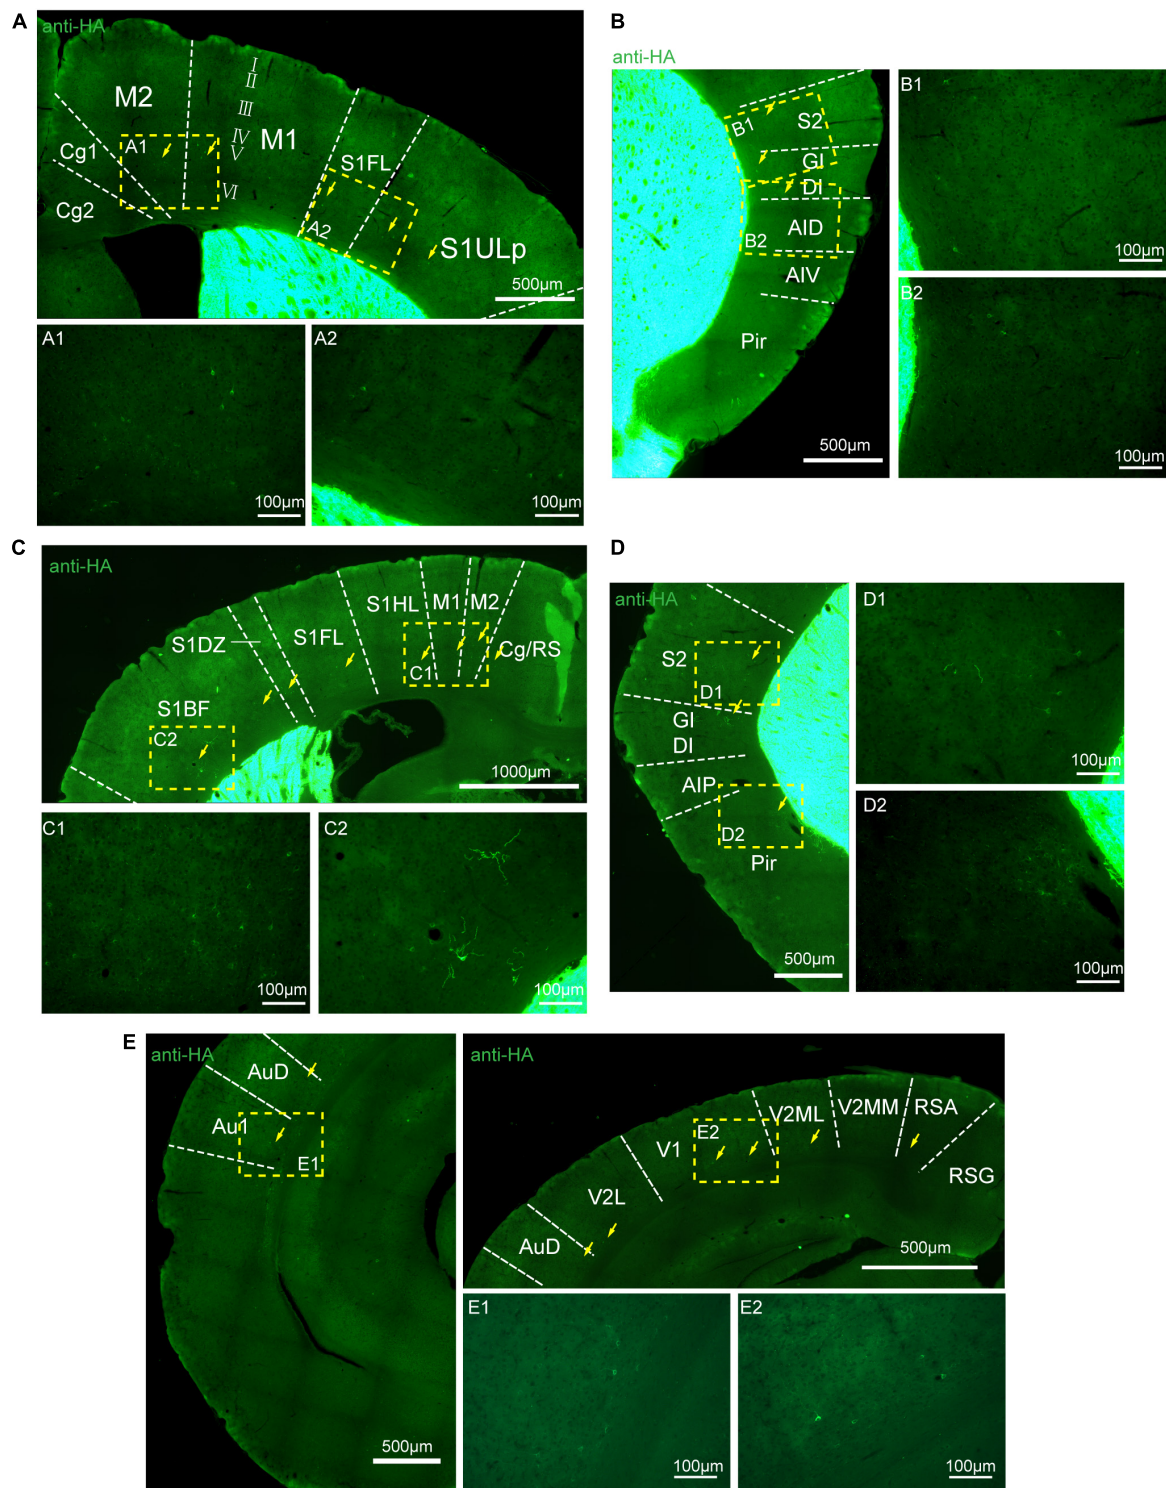 A
anti-HA
M2
M1
I
II
III
IV
V
VI
Cg1
Cg2
A1
S1FL
A2
S1ULp
500µm
A1
100µm
A2
100µm
B
anti-HA
B1
S2
GI
DI
AID
B2
AIV
Pir
500µm
B1
100µm
B2
100µm
C
anti-HA
S1HL
M1
M2
S1DZ
S1FL
Cg/RS
C1
S1BF
C2
1000µm
C1
100µm
C2
100µm
D
anti-HA
S2
D1
GI
DI
AIP
D2
Pir
500µm
D1
100µm
D2
100µm
E
anti-HA
AuD
Au1
E1
500µm
anti-HA
V2ML
V2MM
RSA
V1
E2
RSG
V2L
AuD
500µm
E1
100µm
E2
100µm